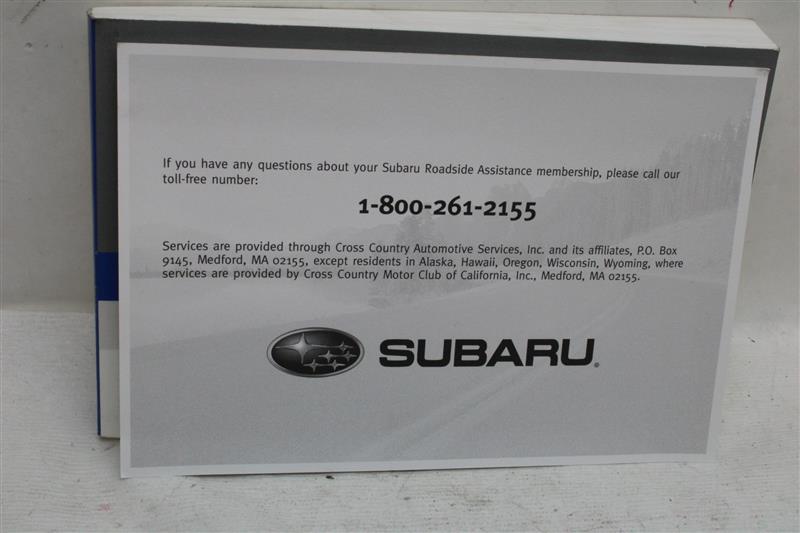 If you have any questions about your Subaru Roadside Assistance membership, please call our
toll-free number:
1-800-261-2155
Services are provided through Cross Country Automotive Services, Inc. and its affiliates, P.O. Box
9145, Medford, MA 02155, except residents in Alaska, Hawaii, Oregon, Wisconsin, Wyoming, where
services are provided by Cross Country Motor Club of California, Inc., Medford, MA 02155.
SUBARU®